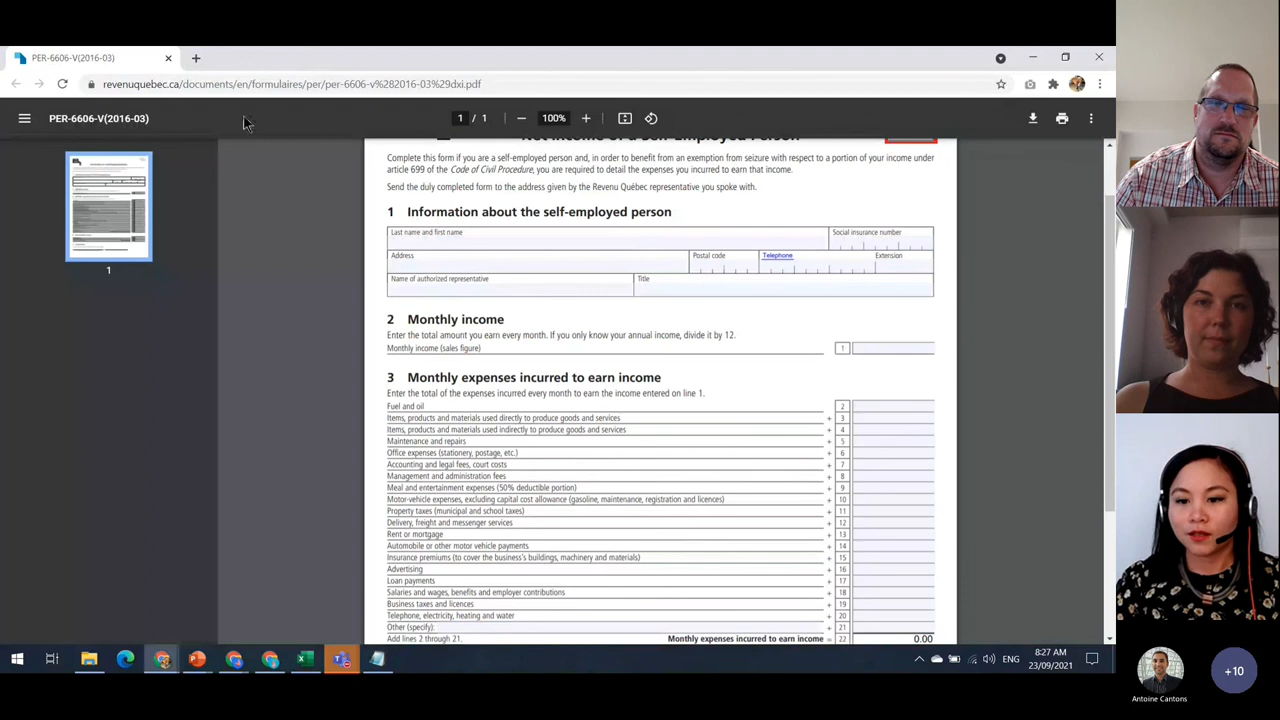 PER-6606-V(2016-03)
revenuquebec.ca/documents/en/formulaires/per/per-6606-v%282016-03%29dxi.pdf
PER-6606-V(2016-03)
1 / 1
100%
1
Complete this form if you are a self-employed person and, in order to benefit from an exemption from seizure with respect to a portion of your income under
article 699 of the Code of Civil Procedure, you are required to detail the expenses you incurred to earn that income.
Send the duly completed form to the address given by the Revenu Québec representative you spoke with.
1 Information about the self-employed person
Last name and first name Social insurance number
Address Postal code Telephone Extension
Name of authorized representative Title
2 Monthly income
Enter the total amount you earn every month. If you only know your annual income, divide it by 12.
Monthly income (sales figure) 1
3 Monthly expenses incurred to earn income
Enter the total of the expenses incurred every month to earn the income entered on line 1.
Fuel and oil 2
Items, products and materials used directly to produce goods and services + 3
Items, products and materials used indirectly to produce goods and services + 4
Maintenance and repairs + 5
Office expenses (stationery, postage, etc.) + 6
Accounting and legal fees, court costs + 7
Management and administration fees + 8
Meal and entertainment expenses (50% deductible portion) + 9
Motor-vehicle expenses, excluding capital cost allowance (gasoline, maintenance, registration and licences) + 10
Property taxes (municipal and school taxes) + 11
Delivery, freight and messenger services + 12
Rent or mortgage + 13
Automobile or other motor vehicle payments + 14
Insurance premiums (to cover the business's buildings, machinery and materials) + 15
Advertising + 16
Loan payments + 17
Salaries and wages, benefits and employer contributions + 18
Business taxes and licences + 19
Telephone, electricity, heating and water + 20
Other (specify): + 21
Add lines 2 through 21. Monthly expenses incurred to earn income = 22 0.00
ENG
8:27 AM
23/09/2021
Antoine Cantons
+10